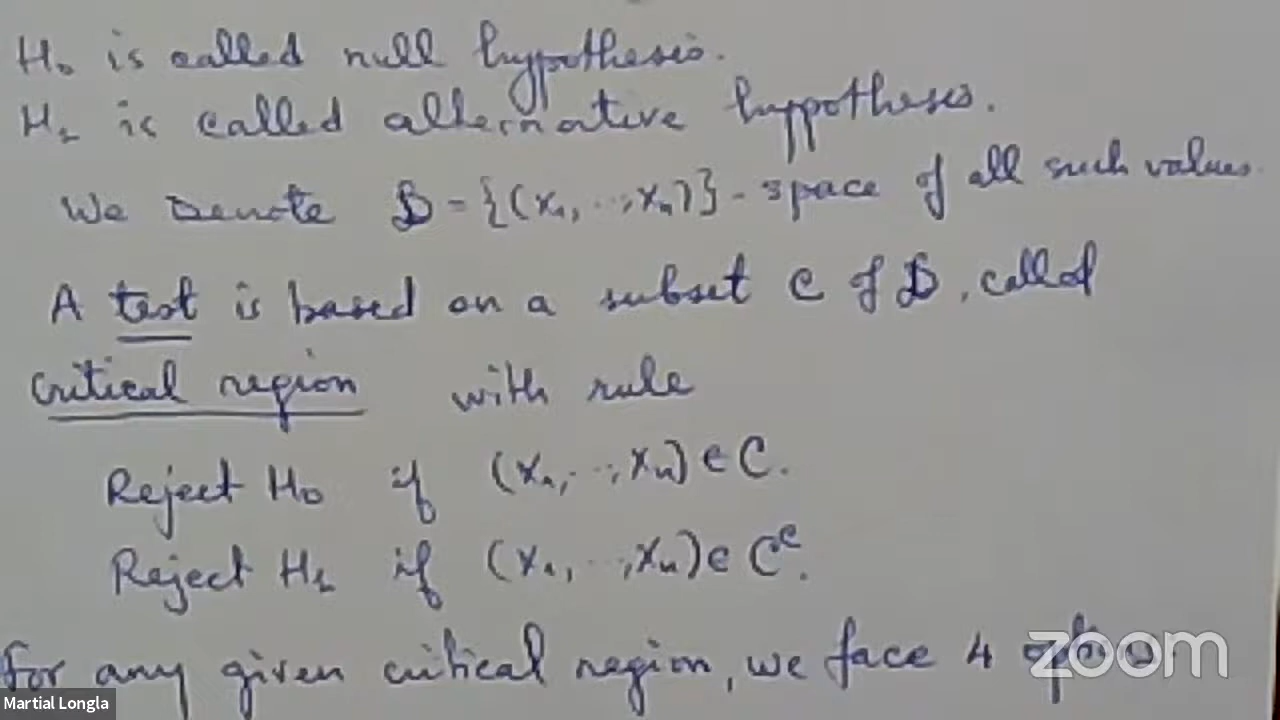 H₀ is called null hypothesis.
H₁ is called alternative hyppothesis.
We Denote 𝔇 = {(x₁, ..., xₙ)} - space of all such values.
A test is based on a subset C of 𝔇, called
critical region with rule
Reject H₀ if (x₁, ..., xₙ) ∈ C.
Reject H₁ if (x₁, ..., xₙ) ∈ Cᶜ.
For any given critical region, we face 4
zoom
Martial Longla